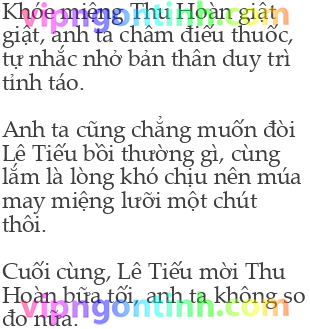 Khóe miệng Thu Hoàn giật
giật, anh ta châm điếu thuốc,
tự nhắc nhở bản thân duy trì
tỉnh táo.
Anh ta cũng chẳng muốn đòi
Lê Tiếu bồi thường gì, cùng
lắm là lòng khó chịu nên múa
may miệng lưỡi một chút
thôi.
Cuối cùng, Lê Tiếu mời Thu
Hoàn bữa tối, anh ta không so
đo nữa.
vipngontinh.com
vipngontinh.com